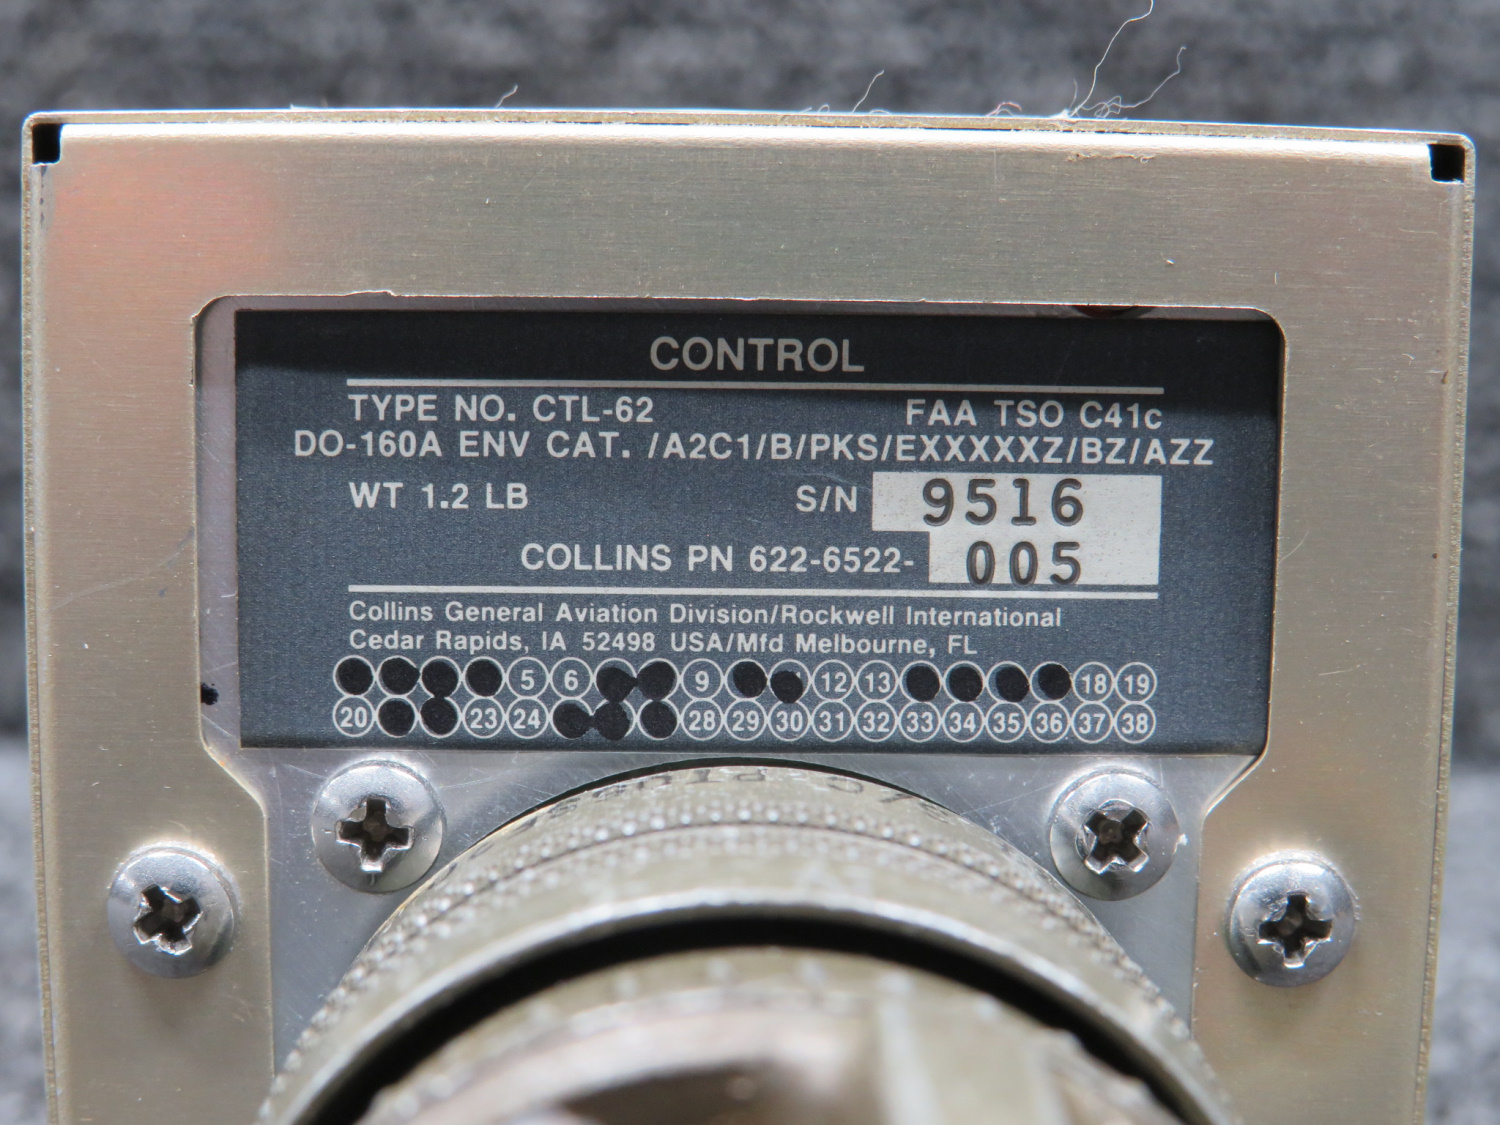 CONTROL
TYPE NO. CTL-62 FAA TSO C41c
DO-160A ENV CAT. /A2C1/B/PKS/EXXXXXZ/BZ/AZZ
WT 1.2 LB S/N 9516
COLLINS PN 622-6522- 005
Collins General Aviation Division/Rockwell International
Cedar Rapids, IA 52498 USA/Mfd Melbourne, FL
5 6 9 12 13 18 19
20 23 24 28 29 30 31 32 33 34 35 36 37 38